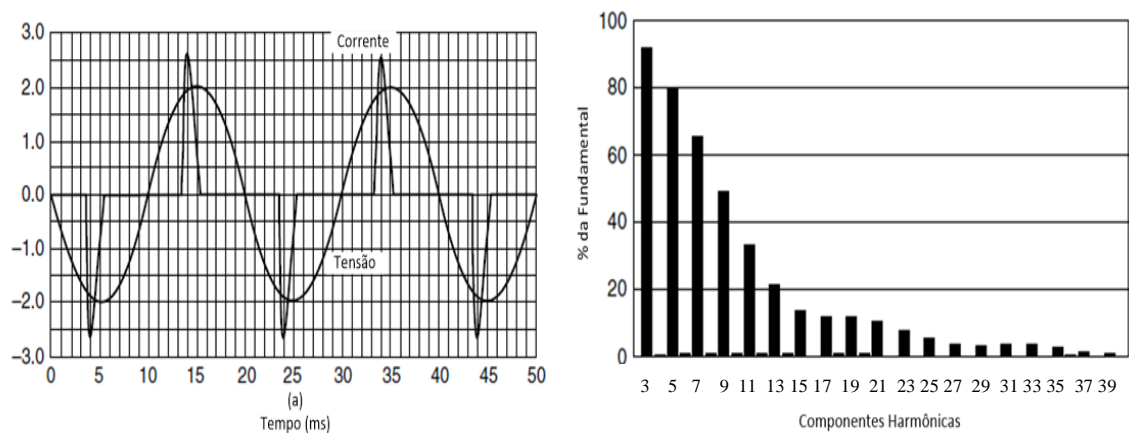 3.0
2.0
1.0
0.0
−1.0
−2.0
−3.0
Corrente
Tensão
0 5 10 15 20 25 30 35 40 45 50
(a)
Tempo (ms)
% da Fundamental
100
80
60
40
20
0
3 5 7 9 11 13 15 17 19 21 23 25 27 29 31 33 35 37 39
Componentes Harmônicas